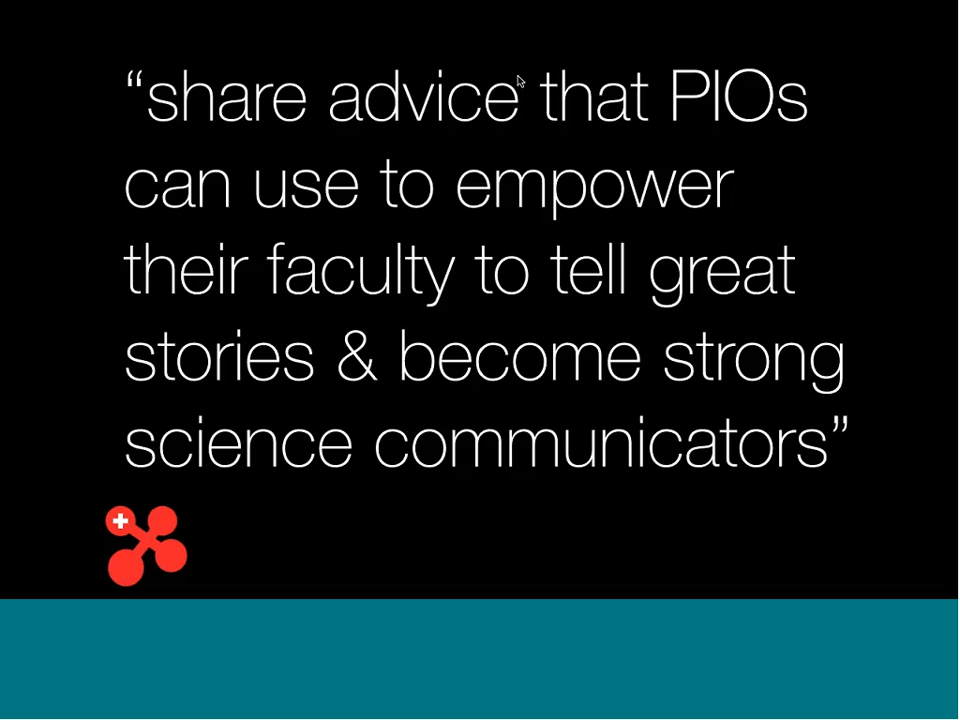 “share advice that PIOs
can use to empower
their faculty to tell great
stories & become strong
science communicators”